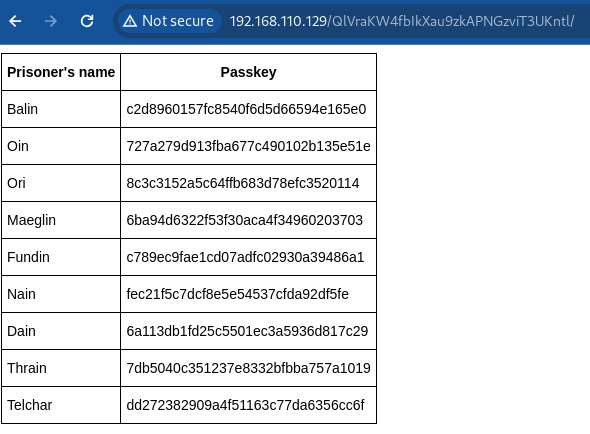 Not secure 192.168.110.129/QlVraKW4fbIkXau9zkAPNGzviT3UKntl/
Prisoner's name Passkey
Balin c2d8960157fc8540f6d5d66594e165e0
Oin 727a279d913fba677c490102b135e51e
Ori 8c3c3152a5c64ffb683d78efc3520114
Maeglin 6ba94d6322f53f30aca4f34960203703
Fundin c789ec9fae1cd07adfc02930a39486a1
Nain fec21f5c7dcf8e5e54537cfda92df5fe
Dain 6a113db1fd25c5501ec3a5936d817c29
Thrain 7db5040c351237e8332bfbba757a1019
Telchar dd272382909a4f51163c77da6356cc6f